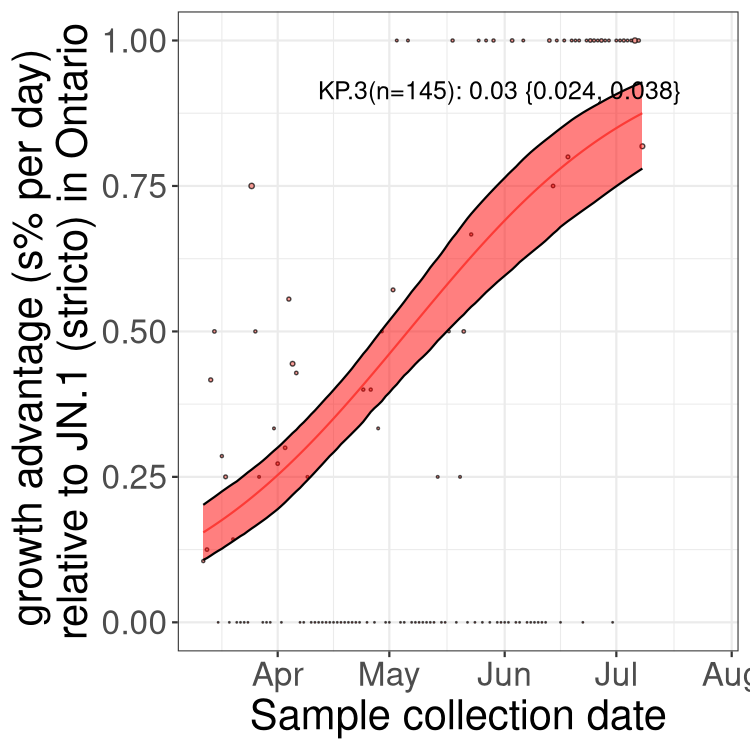 growth advantage (s% per day)
relative to JN.1 (stricto) in Ontario
1.00
0.75
0.50
0.25
0.00
KP.3(n=145): 0.03 {0.024, 0.038}
Apr May Jun Jul Aug
Sample collection date